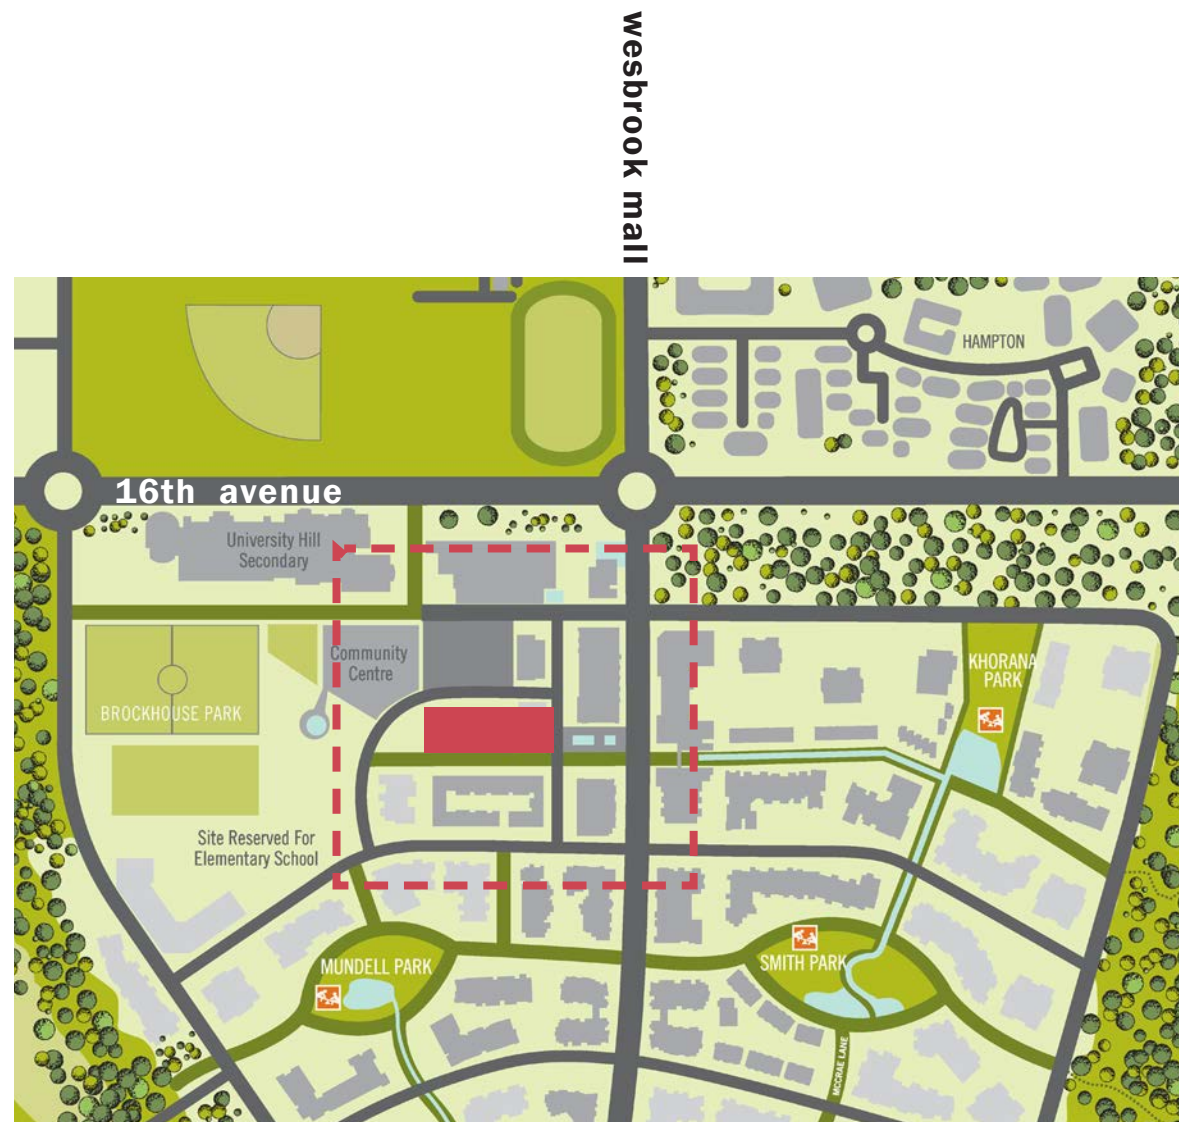 wesbrook mall
HAMPTON
16th avenue
University Hill
Secondary
Community
Centre
KHORANA
PARK
BROCKHOUSE PARK
Site Reserved For
Elementary School
MUNDELL PARK
SMITH PARK
MCCRAE LANE